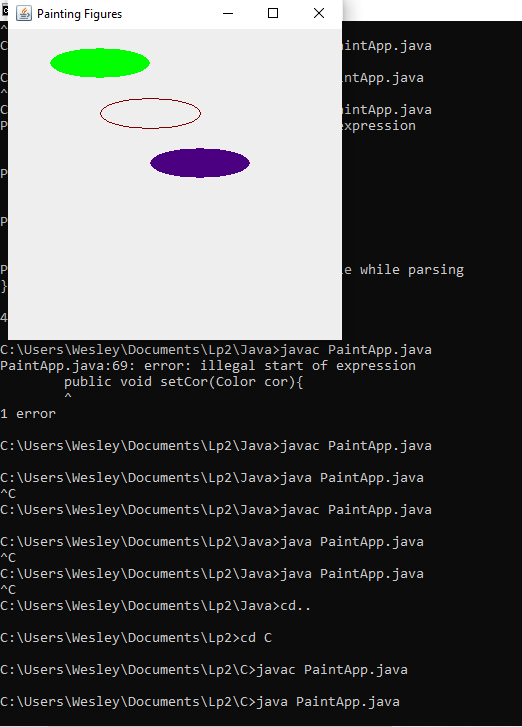 Painting Figures
^
C aintApp.java
C ntApp.java
^
C aintApp.java
P expression
P
P
P e while parsing
}
4
C:\Users\Wesley\Documents\Lp2\Java>javac PaintApp.java
PaintApp.java:69: error: illegal start of expression
public void setCor(Color cor){
^
1 error
C:\Users\Wesley\Documents\Lp2\Java>javac PaintApp.java
C:\Users\Wesley\Documents\Lp2\Java>java PaintApp.java
^C
C:\Users\Wesley\Documents\Lp2\Java>javac PaintApp.java
C:\Users\Wesley\Documents\Lp2\Java>java PaintApp.java
^C
C:\Users\Wesley\Documents\Lp2\Java>java PaintApp.java
^C
C:\Users\Wesley\Documents\Lp2\Java>cd..
C:\Users\Wesley\Documents\Lp2>cd C
C:\Users\Wesley\Documents\Lp2\C>javac PaintApp.java
C:\Users\Wesley\Documents\Lp2\C>java PaintApp.java